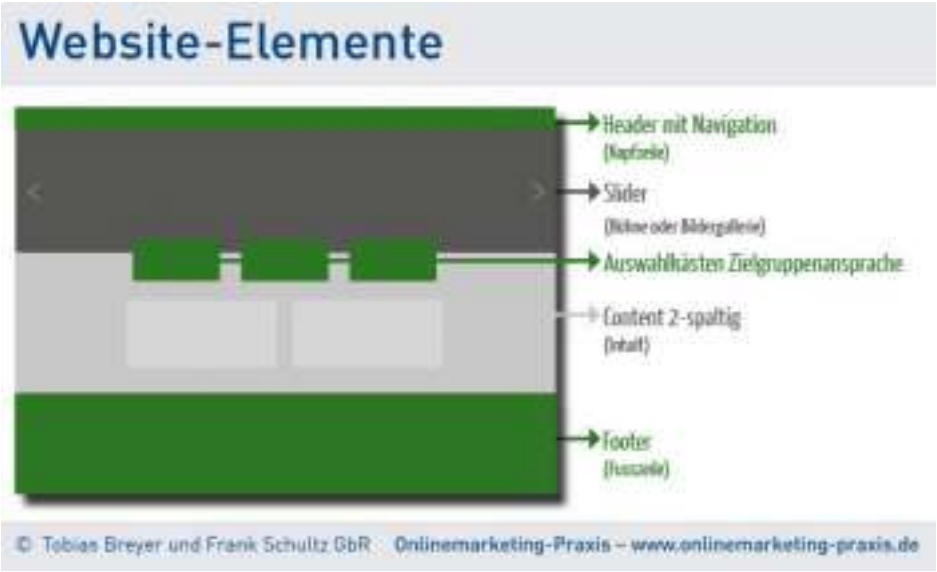 Website-Elemente
Header mit Navigation
(Kopfzeile)
Slider
(Bühne oder Bildergallerie)
Auswahlkästen Zielgruppenansprache
Content 2-spaltig
(Inhalt)
Footer
(Fusszeile)
© Tobias Breyer und Frank Schultz GbR Onlinemarketing-Praxis – www.onlinemarketing-praxis.de